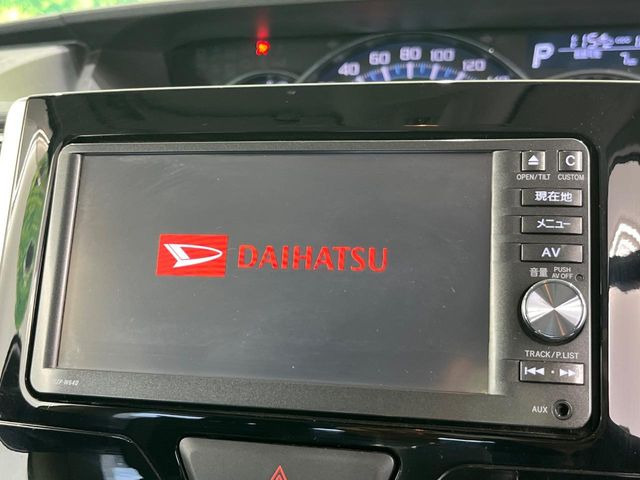 40 60 80 100 120
P
DAIHATSU
OPEN/TILT
C
CUSTOM
現在地
メニュー
AV
音量
PUSH
AV OFF
TRACK/P.LIST
AUX